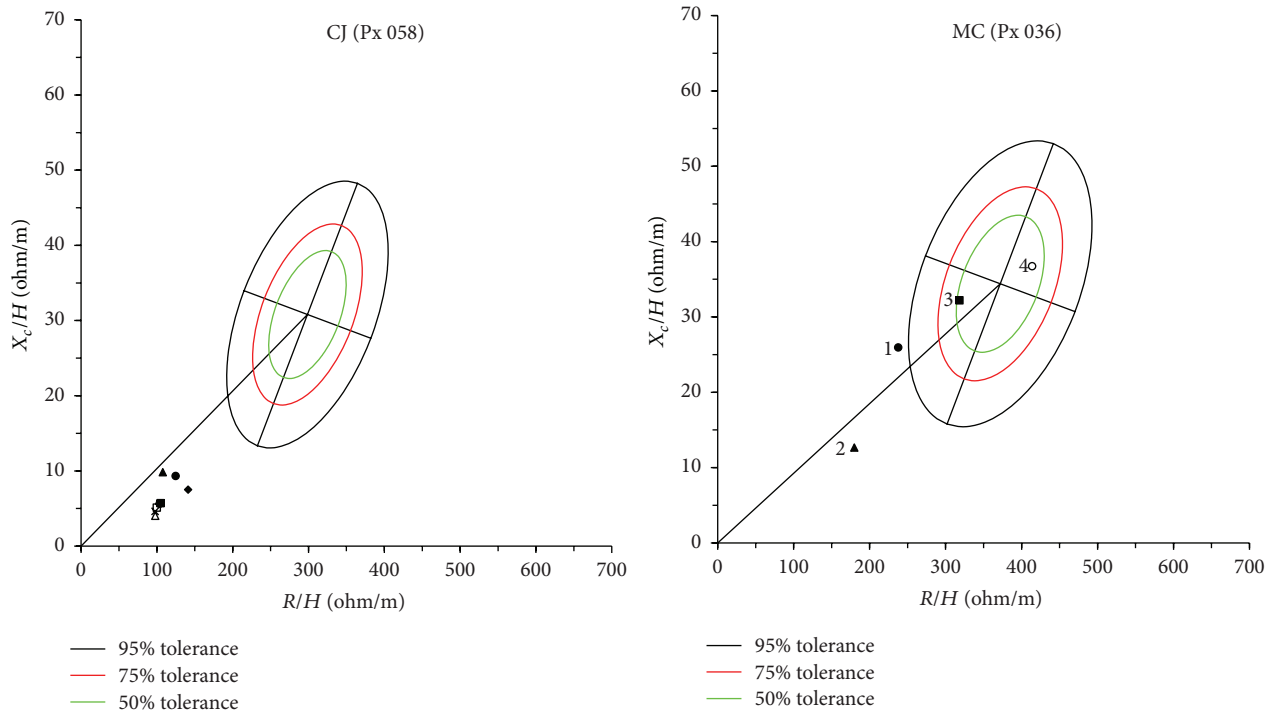 CJ (Px 058)
70
60
50
40
30
20
10
0
X_c/H (ohm/m)
0 100 200 300 400 500 600 700
R/H (ohm/m)
95% tolerance
75% tolerance
50% tolerance
MC (Px 036)
70
60
50
40
30
20
10
0
X_c/H (ohm/m)
4
3
1
2
0 100 200 300 400 500 600 700
R/H (ohm/m)
95% tolerance
75% tolerance
50% tolerance